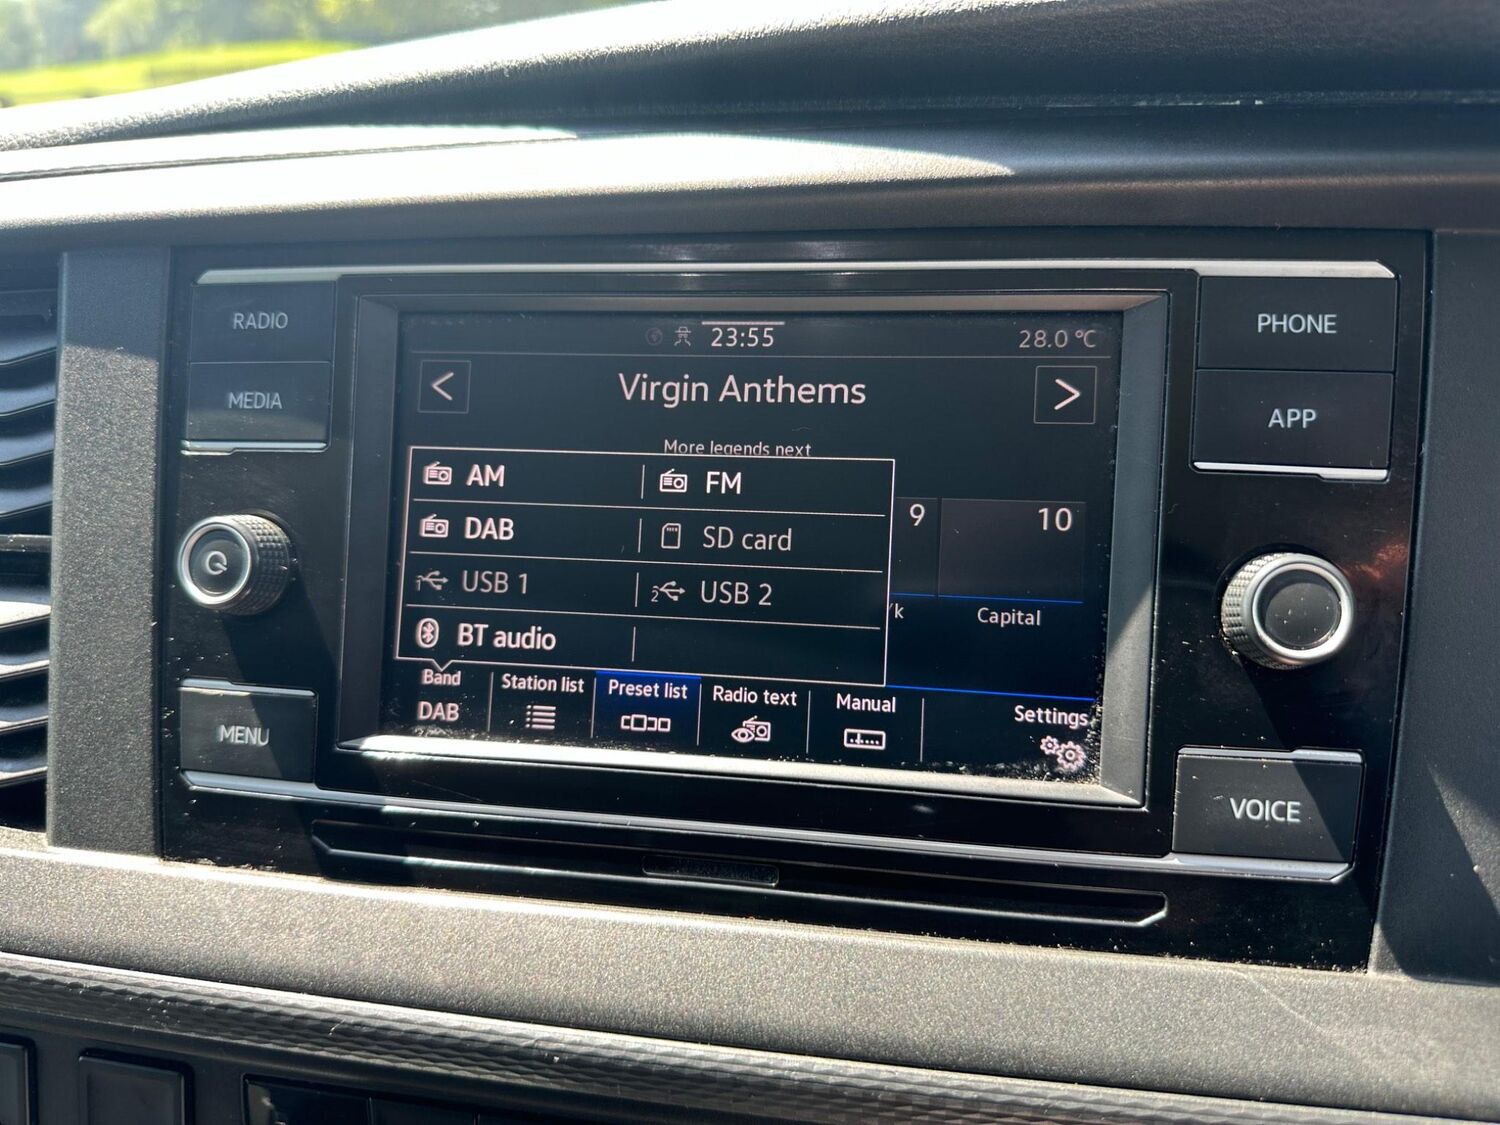 RADIO
MEDIA
MENU
PHONE
APP
VOICE
23:55
28.0 °C
<
Virgin Anthems
>
More legends next
AM
FM
DAB
SD card
USB 1
2 USB 2
BT audio
9
10
Capital
Band
DAB
Station list
Preset list
Radio text
Manual
Settings